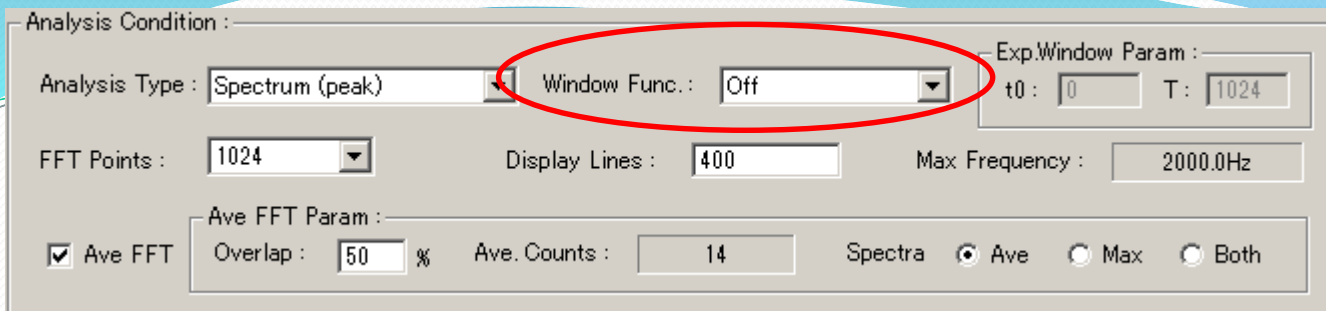 Analysis Condition :
Exp.Window Param :
Analysis Type : Spectrum (peak) Window Func. : Off t0 : 0 T : 1024
FFT Points : 1024 Display Lines : 400 Max Frequency : 2000.0Hz
Ave FFT Param :
Ave FFT Overlap : 50 % Ave. Counts : 14 Spectra Ave Max Both